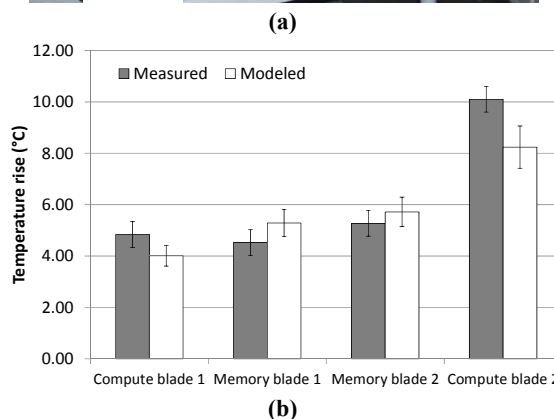 (a)
12.00
Measured Modeled
10.00
8.00
6.00
4.00
2.00
0.00
Temperature rise (°C)
Compute blade 1 Memory blade 1 Memory blade 2 Compute blade 2
(b)